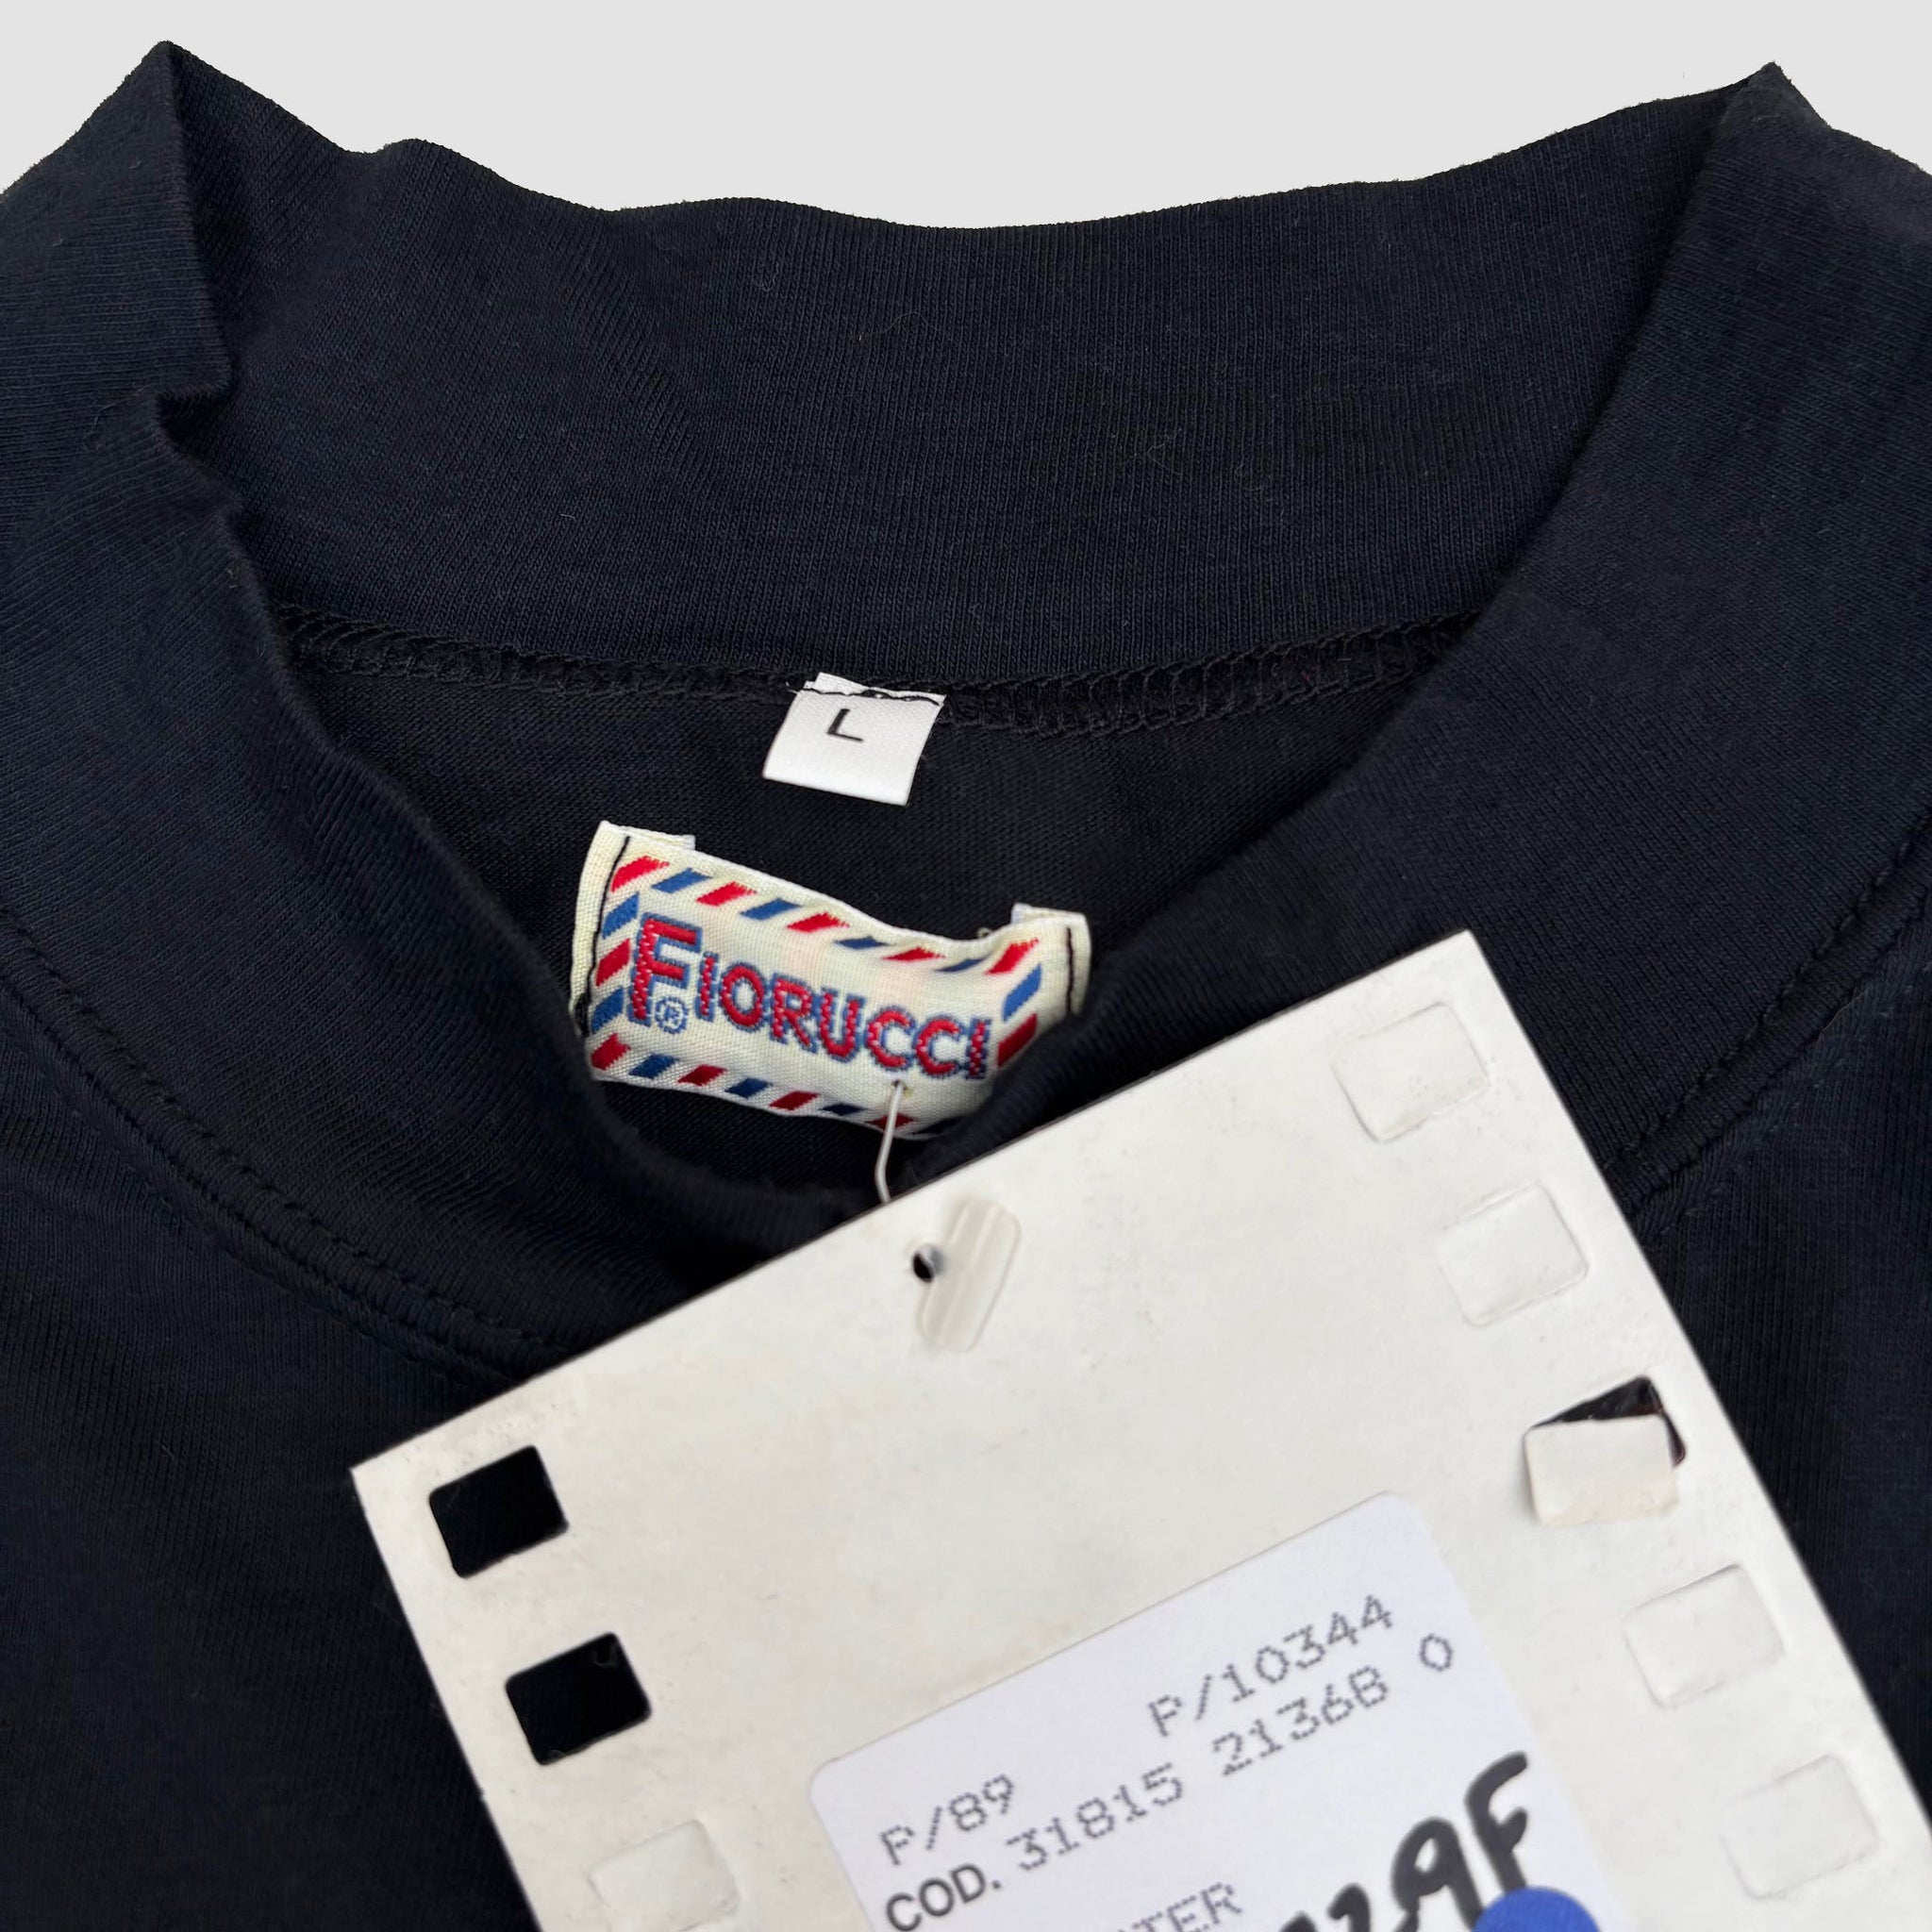 L
FIORUCCI®
P/89 P/10344
COD. 31815 21368 0